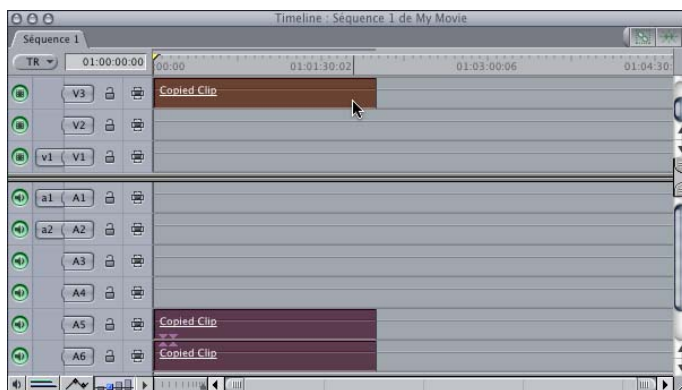 Timeline : Séquence 1 de My Movie
Séquence 1
TR 01:00:00:00 00:00 01:01:30:02 01:03:00:06 01:04:30:
V3 Copied Clip
V2
v1 V1
a1 A1
a2 A2
A3
A4
A5 Copied Clip
A6 Copied Clip